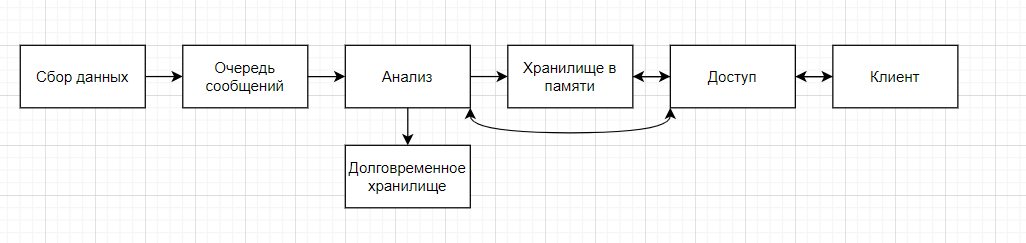 Сбор данных
Очередь
сообщений
Анализ
Хранилище в
памяти
Доступ
Клиент
Долговременное
хранилище